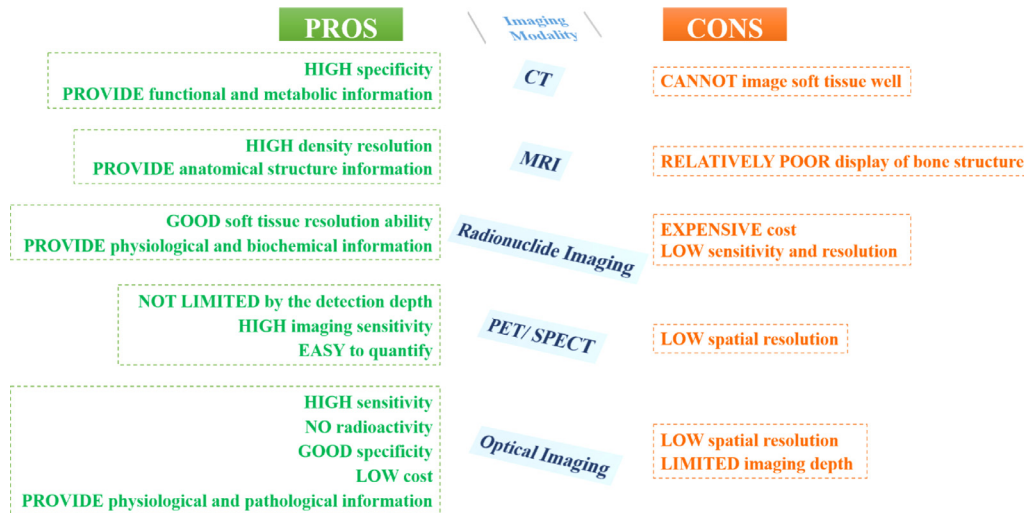 PROS
Imaging
Modality
CONS
HIGH specificity
PROVIDE functional and metabolic information
CT
CANNOT image soft tissue well
HIGH density resolution
PROVIDE anatomical structure information
MRI
RELATIVELY POOR display of bone structure
GOOD soft tissue resolution ability
PROVIDE physiological and biochemical information
Radionuclide Imaging
EXPENSIVE cost
LOW sensitivity and resolution
NOT LIMITED by the detection depth
HIGH imaging sensitivity
EASY to quantify
PET/ SPECT
LOW spatial resolution
HIGH sensitivity
NO radioactivity
GOOD specificity
LOW cost
PROVIDE physiological and pathological information
Optical Imaging
LOW spatial resolution
LIMITED imaging depth